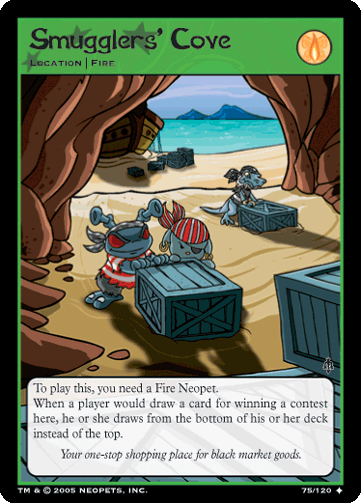 Smugglers' Cove
Location | Fire
To play this, you need a Fire Neopet.
When a player would draw a card for winning a contest
here, he or she draws from the bottom of his or her deck
instead of the top.
Your one-stop shopping place for black market goods.
TM & © 2005 NEOPETS, INC.
75/120 ◆